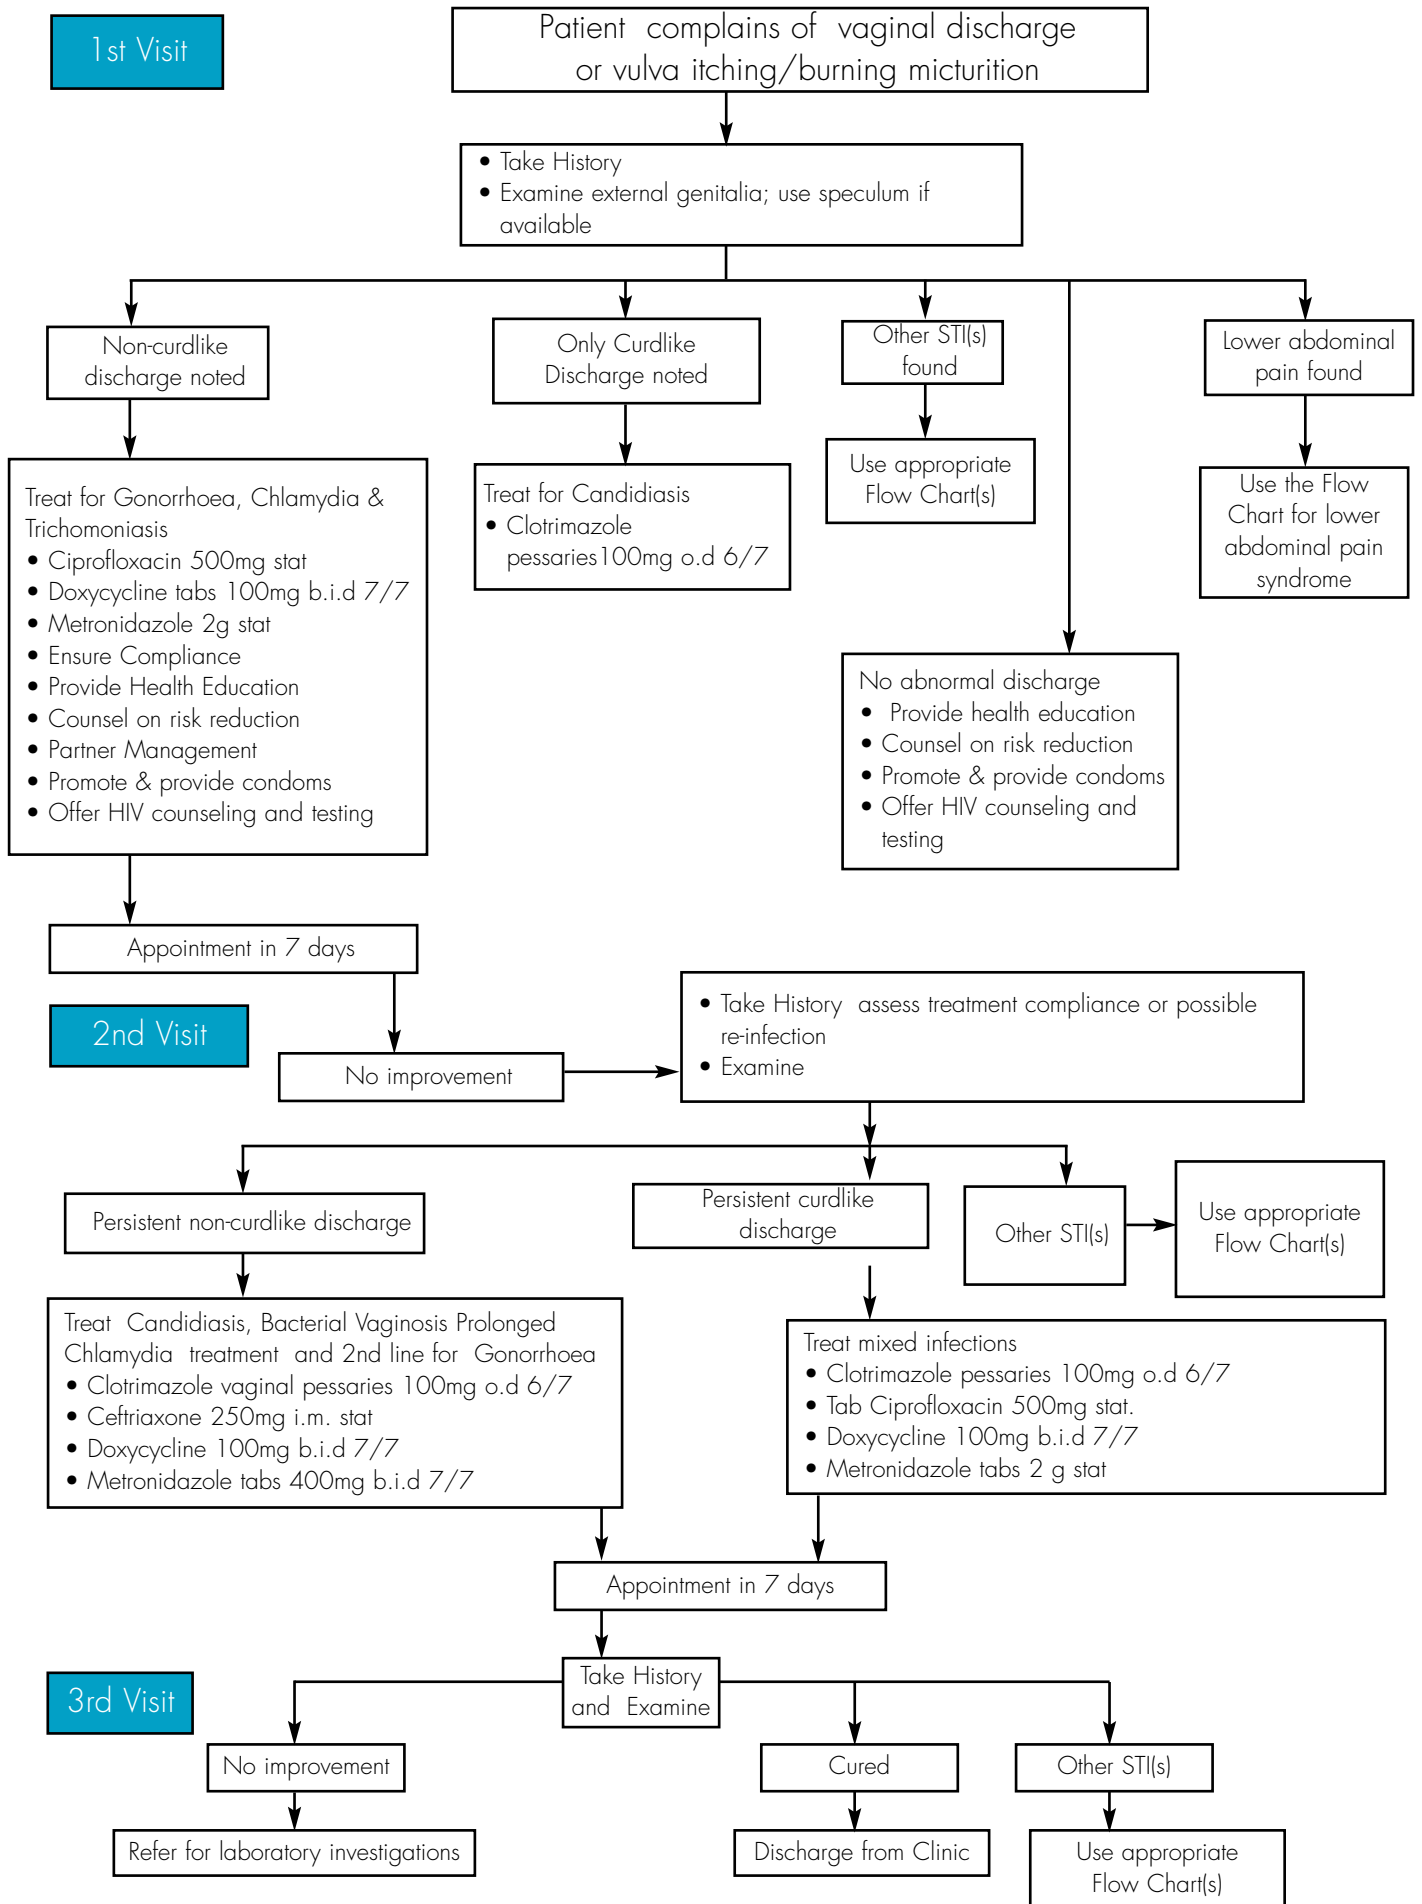 1st Visit
Patient complains of vaginal discharge
or vulva itching/burning micturition
• Take History
• Examine external genitalia; use speculum if
available
Non-curdlike
discharge noted
Only Curdlike
Discharge noted
Other STI(s)
found
Lower abdominal
pain found
Treat for Gonorrhoea, Chlamydia &
Trichomoniasis
• Ciprofloxacin 500mg stat
• Doxycycline tabs 100mg b.i.d 7/7
• Metronidazole 2g stat
• Ensure Compliance
• Provide Health Education
• Counsel on risk reduction
• Partner Management
• Promote & provide condoms
• Offer HIV counseling and testing
Treat for Candidiasis
• Clotrimazole
pessaries100mg o.d 6/7
Use appropriate
Flow Chart(s)
Use the Flow
Chart for lower
abdominal pain
syndrome
No abnormal discharge
• Provide health education
• Counsel on risk reduction
• Promote & provide condoms
• Offer HIV counseling and
testing
Appointment in 7 days
2nd Visit
No improvement
• Take History assess treatment compliance or possible
re-infection
• Examine
Persistent non-curdlike discharge
Persistent curdlike
discharge
Other STI(s)
Use appropriate
Flow Chart(s)
Treat Candidiasis, Bacterial Vaginosis Prolonged
Chlamydia treatment and 2nd line for Gonorrhoea
• Clotrimazole vaginal pessaries 100mg o.d 6/7
• Ceftriaxone 250mg i.m. stat
• Doxycycline 100mg b.i.d 7/7
• Metronidazole tabs 400mg b.i.d 7/7
Treat mixed infections
• Clotrimazole pessaries 100mg o.d 6/7
• Tab Ciprofloxacin 500mg stat.
• Doxycycline 100mg b.i.d 7/7
• Metronidazole tabs 2 g stat
Appointment in 7 days
3rd Visit
Take History
and Examine
No improvement
Cured
Other STI(s)
Refer for laboratory investigations
Discharge from Clinic
Use appropriate
Flow Chart(s)